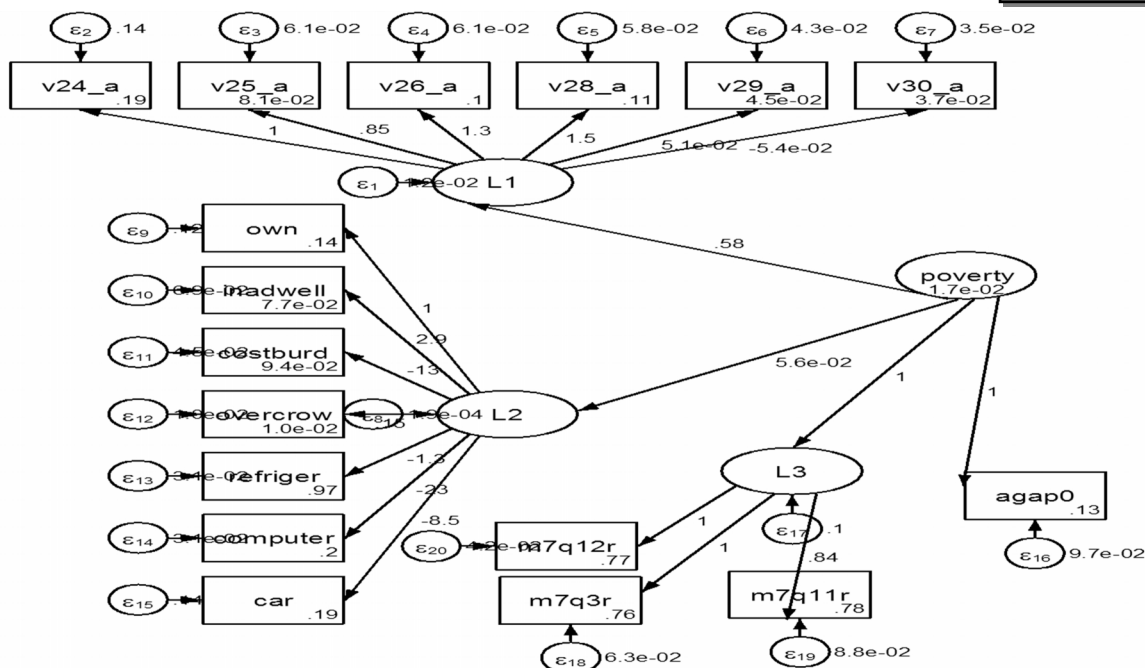 ε2 .14 ε3 6.1e-02 ε4 6.1e-02 ε5 5.8e-02 ε6 4.3e-02 ε7 3.5e-02
v24_a v25_a v26_a v28_a v29_a v30_a
.19 8.1e-02 .1 .11 4.5e-02 3.7e-02
1 .85 1.3 1.5 5.1e-02 -5.4e-02
ε1 L1
ε9 own .14
.58
poverty
1.7e-02
ε10 inadwell
7.7e-02
1
2.9
ε11 costburd
9.4e-02
-13
5.6e-02
1
1
ε12 overcrow
1.0e-02
ε8 L2
-15
ε13 refriger
.97
-1.3
L3
-23
agap0
.13
ε14 computer
.2
-8.5
ε20 m7q12r
.77
1
1
ε17 .1
.84
ε16 9.7e-02
ε15 car
.19
m7q3r
.76
m7q11r
.78
ε18 6.3e-02
ε19 8.8e-02